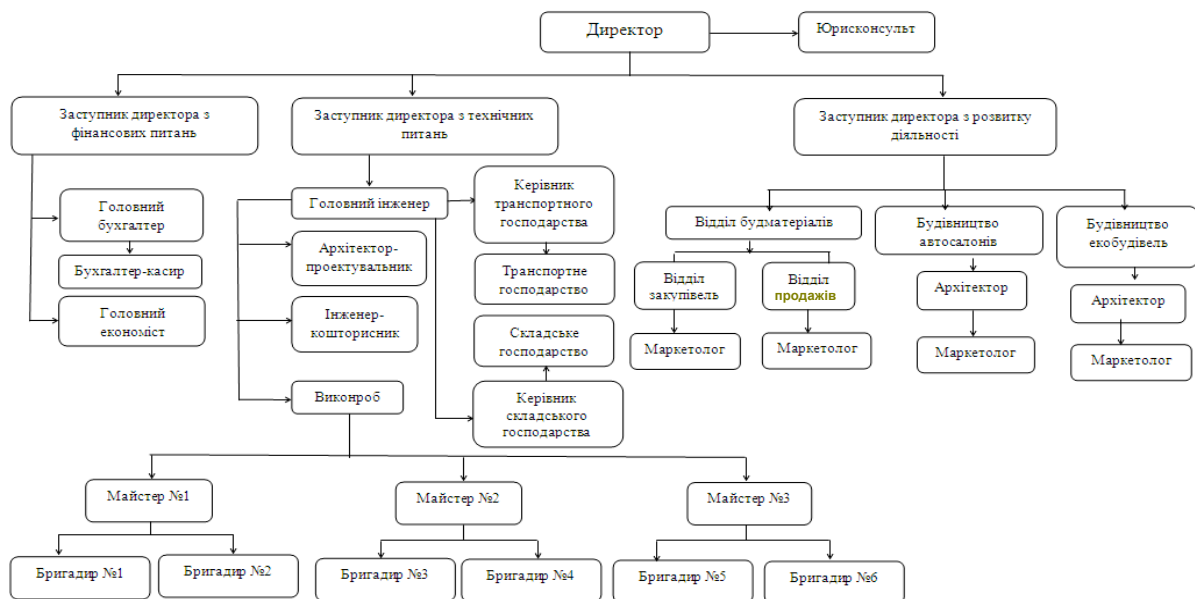 Директор
Юрисконсульт
Заступник директора з
фінансових питань
Заступник директора з технічних
питань
Заступник директора з розвитку
діяльності
Головний
бухгалтер
Бухгалтер-касир
Головний
економіст
Головний інженер
Архітектор-
проектувальник
Інженер-
кошторисник
Виконроб
Керівник
транспортного
господарства
Транспортне
господарство
Складське
господарство
Керівник
складського
господарства
Відділ будматеріалів
Відділ
закупівель
Маркетолог
Відділ
продажів
Маркетолог
Будівництво
автосалонів
Архітектор
Маркетолог
Будівництво
екобудівель
Архітектор
Маркетолог
Майстер №1
Майстер №2
Майстер №3
Бригадир №1
Бригадир №2
Бригадир №3
Бригадир №4
Бригадир №5
Бригадир №6